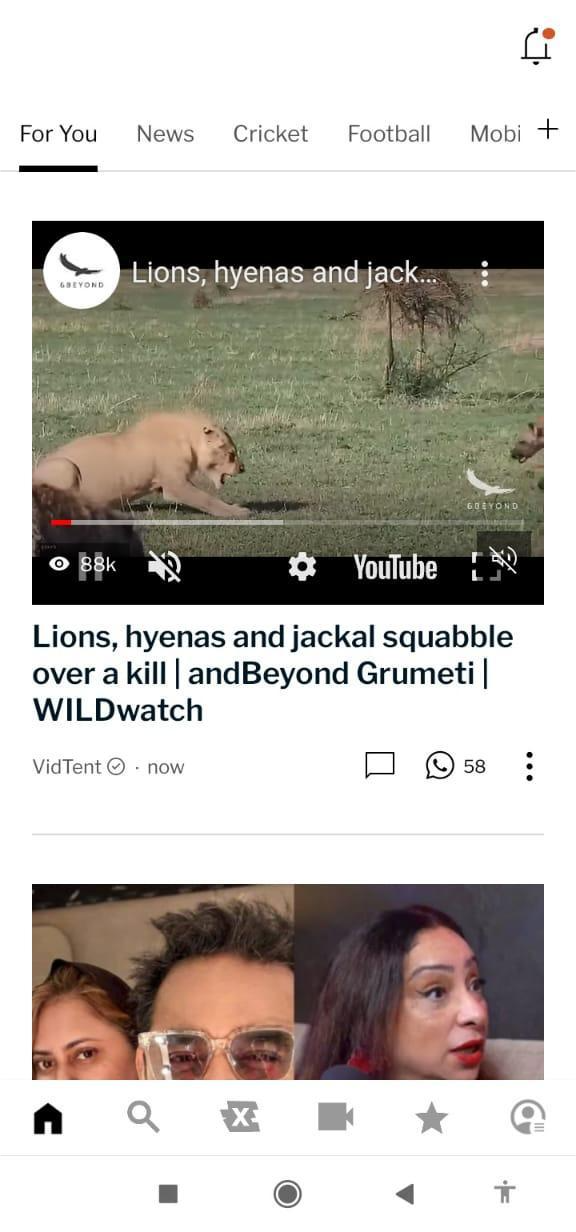 For You News Cricket Football Mobi
&BEYOND
Lions, hyenas and jack...
&BEYOND
88k YouTube
Lions, hyenas and jackal squabble
over a kill | andBeyond Grumeti |
WILDwatch
VidTent · now 58
X